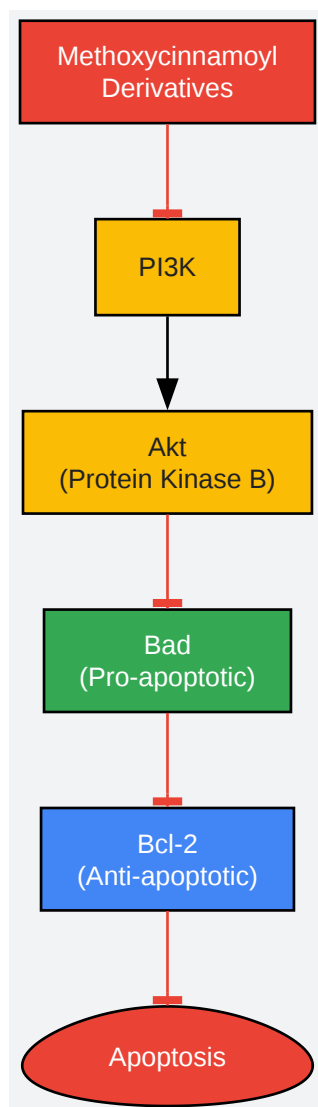 Methoxycinnamoyl
Derivatives
PI3K
Akt
(Protein Kinase B)
Bad
(Pro-apoptotic)
Bcl-2
(Anti-apoptotic)
Apoptosis